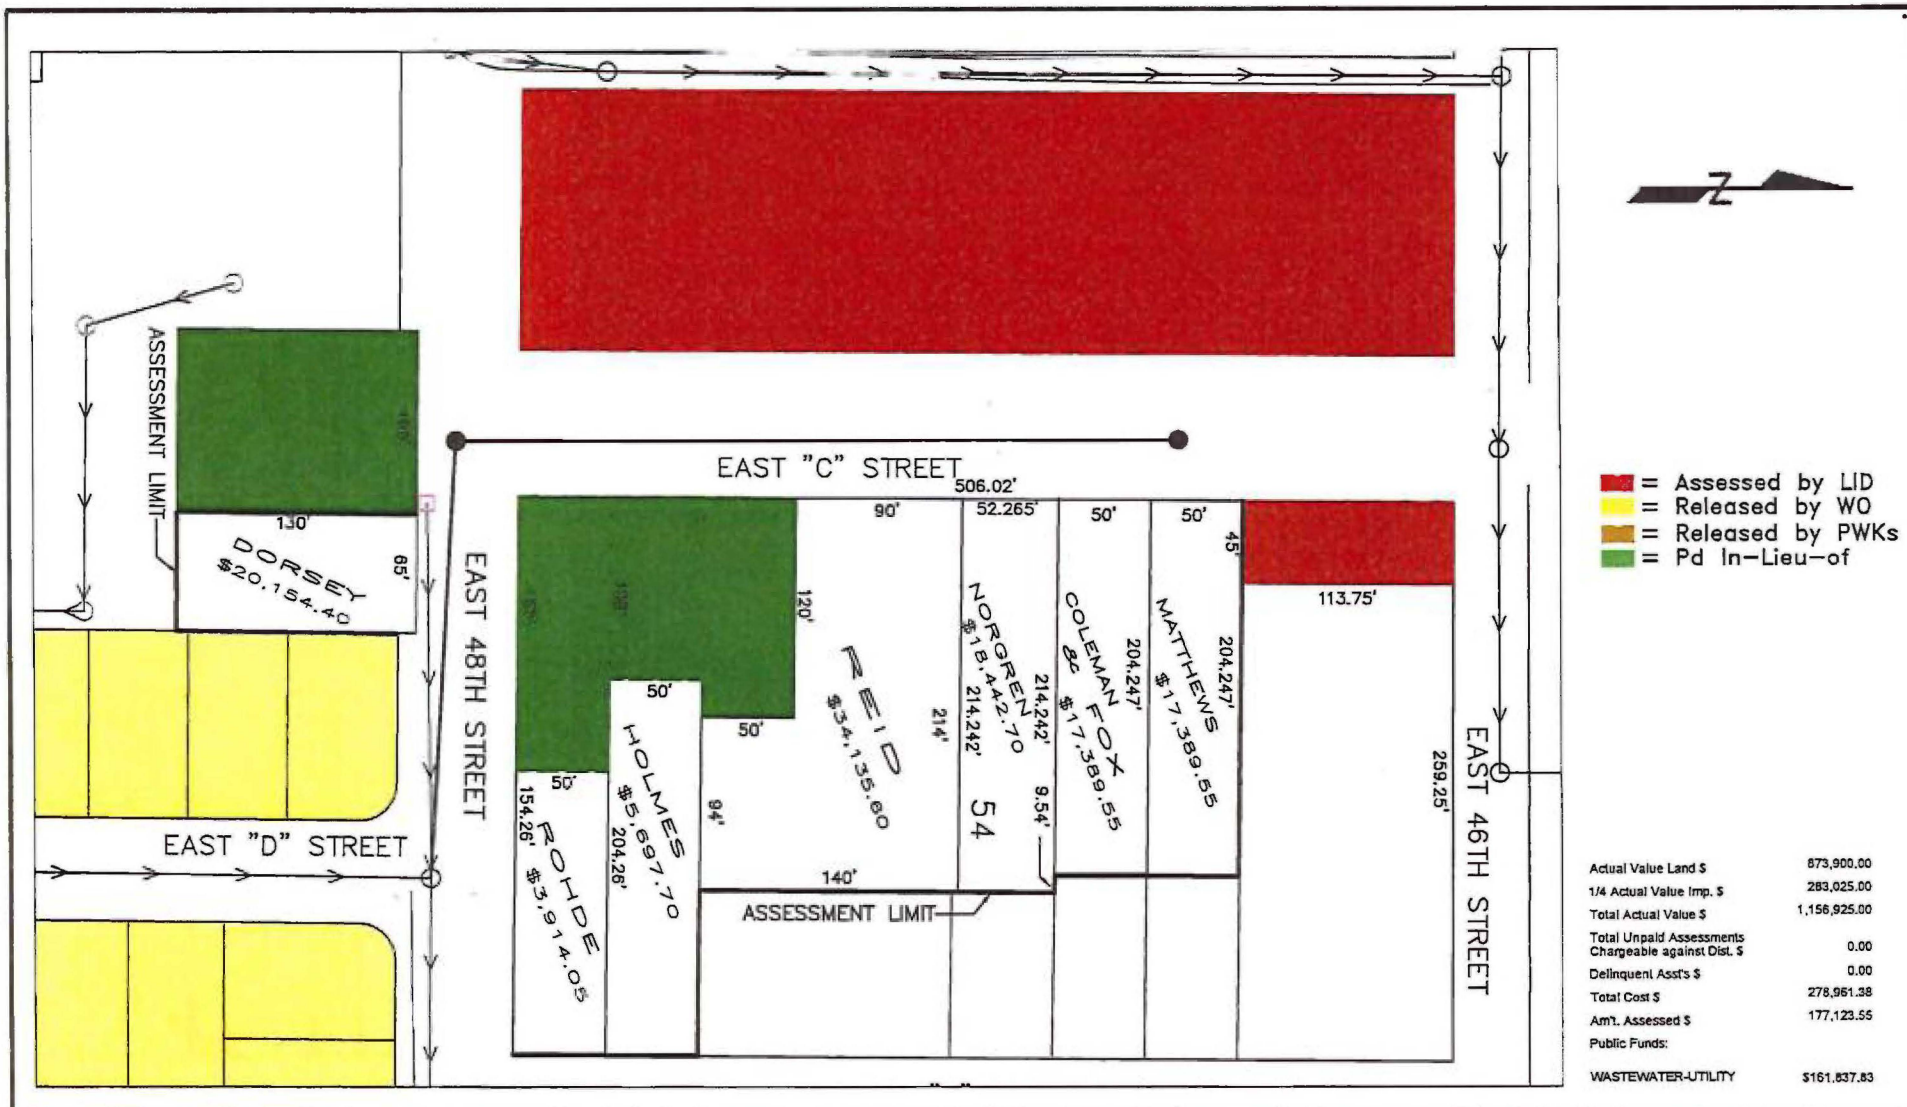 Z
= Assessed by LID
= Released by WO
= Released by PWKs
= Pd In-Lieu-of
ASSESSMENT LIMIT
130'
65'
DORSEY
$20.154.40
EAST "C" STREET
506.02'
EAST 48TH STREET
EAST "D" STREET
90'
52.265'
50'
50'
45'
113.75'
120'
50'
50'
50'
REID
$34,135.60
214'
94'
140'
NORGREN
$18,442.70
214.242'
214.242'
54
9.54'
COLEMAN
& FOX
$17,389.55
204.247'
MATTHEWS
$17,389.55
204.247'
HOLMES
$5,697.70
204.26'
ROHDE
$3,914.05
154.26'
ASSESSMENT LIMIT
259.25'
EAST 46TH STREET
Actual Value Land $ 873,900.00
1/4 Actual Value Imp. $ 283,025.00
Total Actual Value $ 1,156,925.00
Total Unpaid Assessments
Chargeable against Dist. $ 0.00
Delinquent Asst's $ 0.00
Total Cost $ 278,961.38
Am't. Assessed $ 177,123.55
Public Funds:
WASTEWATER-UTILITY $161,837.83